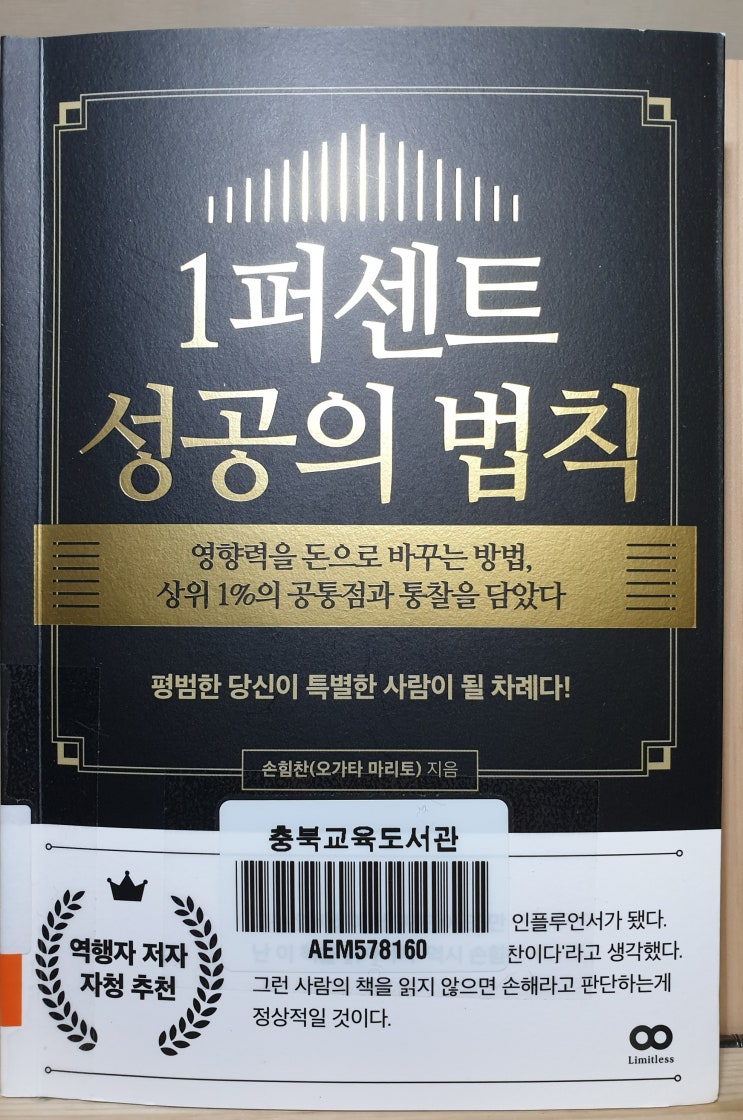 1퍼센트
성공의 법칙
영향력을 돈으로 바꾸는 방법,
상위 1%의 공통점과 통찰을 담았다
평범한 당신이 특별한 사람이 될 차례다!
손힘찬(오가타 마리토) 지음
충북교육도서관
AEM578160
역행자 저자
자청 추천
인플루언서가 됐다.
찬이다'라고 생각했다.
그런 사람의 책을 읽지 않으면 손해라고 판단하는게
정상적일 것이다.
Limitless